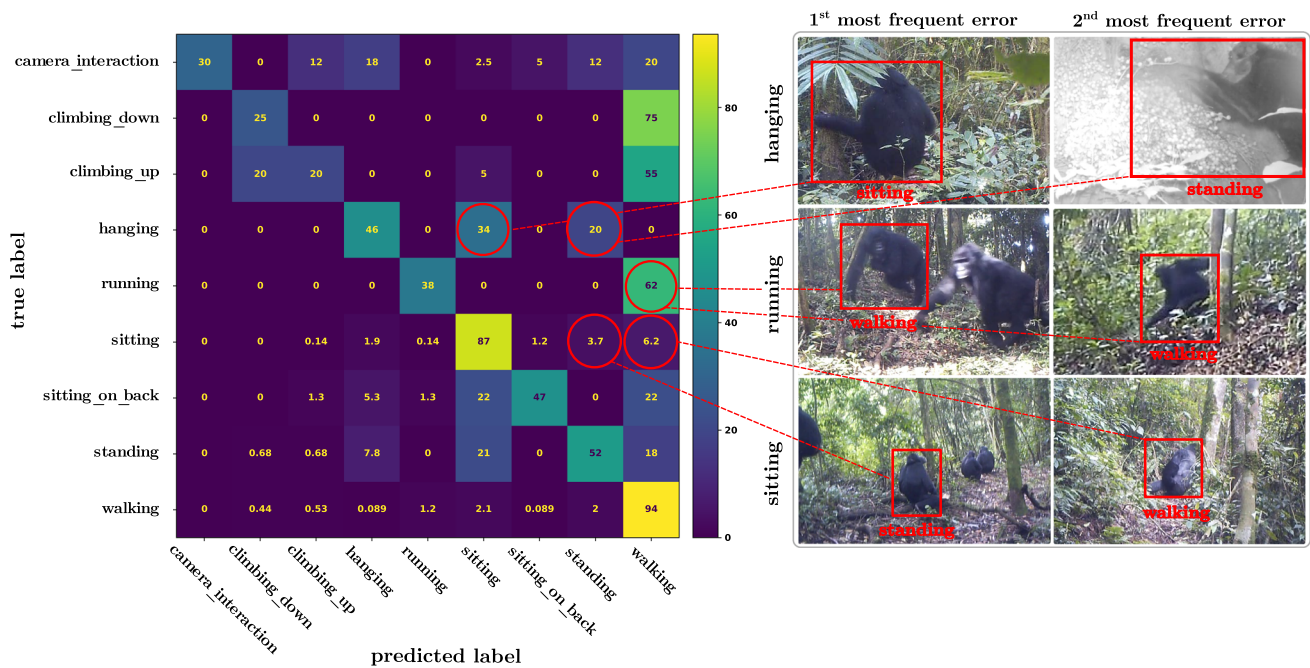 1st most frequent error
2nd most frequent error
true label
camera_interaction 30 0 12 18 0 2.5 5 12 20
climbing_down 0 25 0 0 0 0 0 0 75
climbing_up 0 20 20 0 0 5 0 0 55
hanging 0 0 0 46 0 34 0 20 0
running 0 0 0 0 38 0 0 0 62
sitting 0 0 0.14 1.9 0.14 87 1.2 3.7 6.2
sitting_on_back 0 0 1.3 5.3 1.3 22 47 0 22
standing 0 0.68 0.68 7.8 0 21 0 52 18
walking 0 0.44 0.53 0.089 1.2 2.1 0.089 2 94
camera_interaction
climbing_down
climbing_up
hanging
running
sitting
sitting_on_back
standing
walking
predicted label
80
60
40
20
0
hanging
sitting
standing
running
walking
walking
sitting
standing
walking